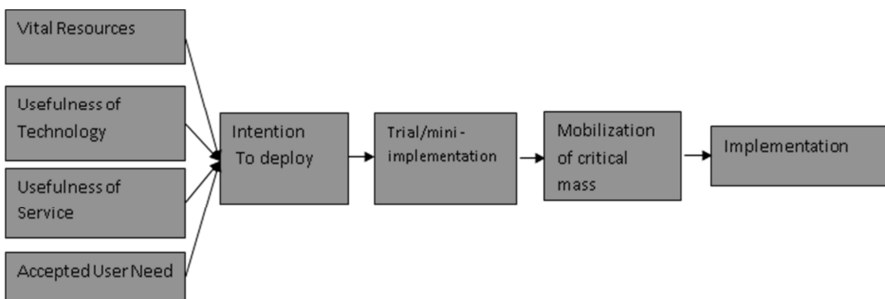 Vital Resources
Usefulness of
Technology
Usefulness of
Service
Accepted User Need
Intention
To deploy
Trial/mini-
implementation
Mobilization
of critical
mass
Implementation